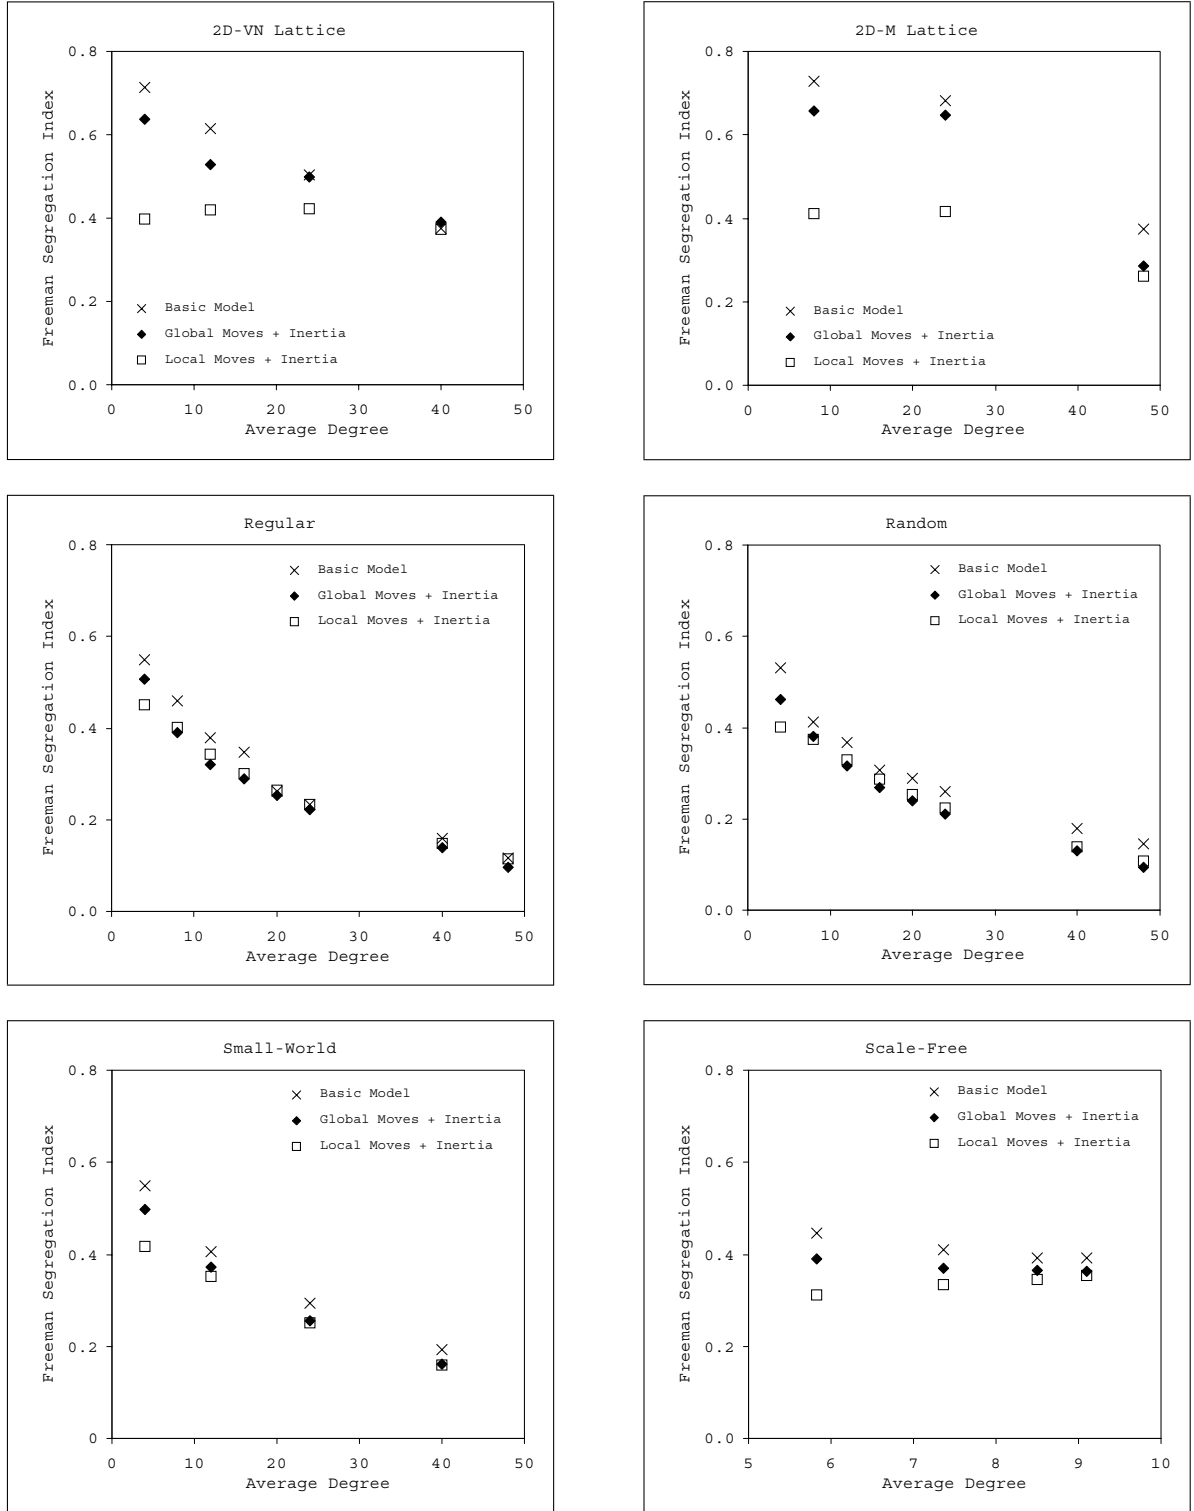 2D-VN Lattice
Freeman Segregation Index
0.8
0.6
0.4
0.2
0.0
Basic Model
Global Moves + Inertia
Local Moves + Inertia
0 10 20 30 40 50
Average Degree
2D-M Lattice
Freeman Segregation Index
0.8
0.6
0.4
0.2
0.0
Basic Model
Global Moves + Inertia
Local Moves + Inertia
0 10 20 30 40 50
Average Degree
Regular
Freeman Segregation Index
0.8
0.6
0.4
0.2
0.0
Basic Model
Global Moves + Inertia
Local Moves + Inertia
0 10 20 30 40 50
Average Degree
Random
Freeman Segregation Index
0.8
0.6
0.4
0.2
0.0
Basic Model
Global Moves + Inertia
Local Moves + Inertia
0 10 20 30 40 50
Average Degree
Small-World
Freeman Segregation Index
0.8
0.6
0.4
0.2
0
Basic Model
Global Moves + Inertia
Local Moves + Inertia
0 10 20 30 40 50
Average Degree
Scale-Free
Freeman Segregation Index
0.8
0.6
0.4
0.2
0.0
Basic Model
Global Moves + Inertia
Local Moves + Inertia
5 6 7 8 9 10
Average Degree